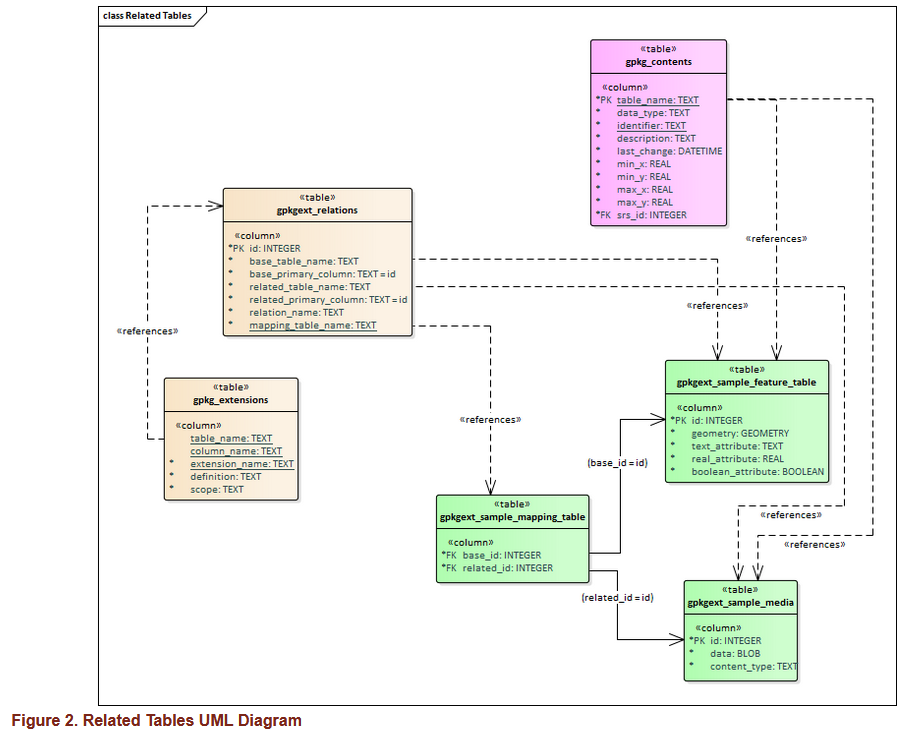 class Related Tables
«table»
gpkg_contents
«column»
*PK table_name: TEXT
* data_type: TEXT
* identifier: TEXT
* description: TEXT
* last_change: DATETIME
* min_x: REAL
* min_y: REAL
* max_x: REAL
* max_y: REAL
*FK srs_id: INTEGER
«table»
gpkgext_relations
«column»
*PK id: INTEGER
* base_table_name: TEXT
* base_primary_column: TEXT = id
* related_table_name: TEXT
* related_primary_column: TEXT = id
* relation_name: TEXT
* mapping_table_name: TEXT
«references»
«references»
«references»
«table»
gpkg_extensions
«column»
table_name: TEXT
column_name: TEXT
* extension_name: TEXT
* definition: TEXT
* scope: TEXT
«references»
«table»
gpkgext_sample_feature_table
«column»
*PK id: INTEGER
* geometry: GEOMETRY
* text_attribute: TEXT
* real_attribute: REAL
* boolean_attribute: BOOLEAN
(base_id = id)
«table»
gpkgext_sample_mapping_table
«column»
*FK base_id: INTEGER
*FK related_id: INTEGER
«references»
«references»
(related_id = id)
«table»
gpkgext_sample_media
«column»
*PK id: INTEGER
* data: BLOB
* content_type: TEXT
Figure 2. Related Tables UML Diagram